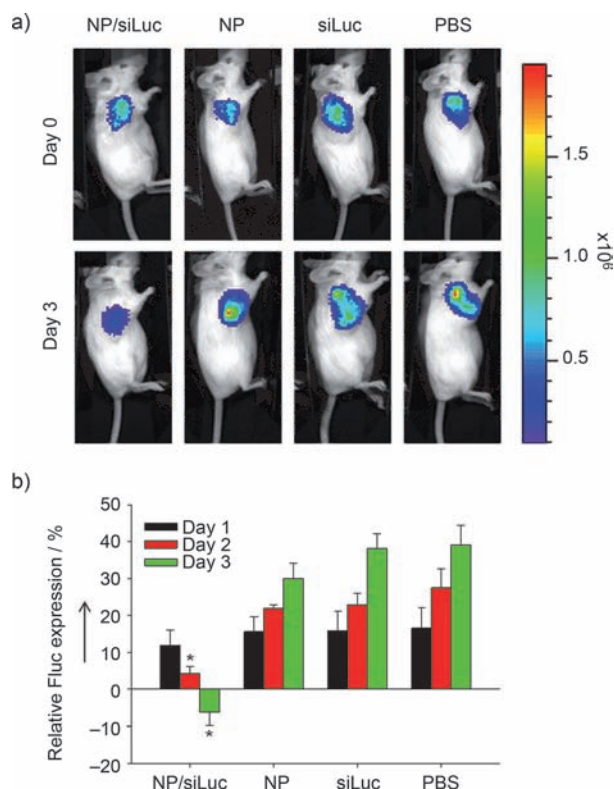 a)
NP/siLuc NP siLuc PBS
Day 0
Day 3
1.5
1.0
0.5
x10⁶
b)
Relative Fluc expression / %
50
40
30
20
10
0
−10
−20
Day 1
Day 2
Day 3
*
*
NP/siLuc NP siLuc PBS